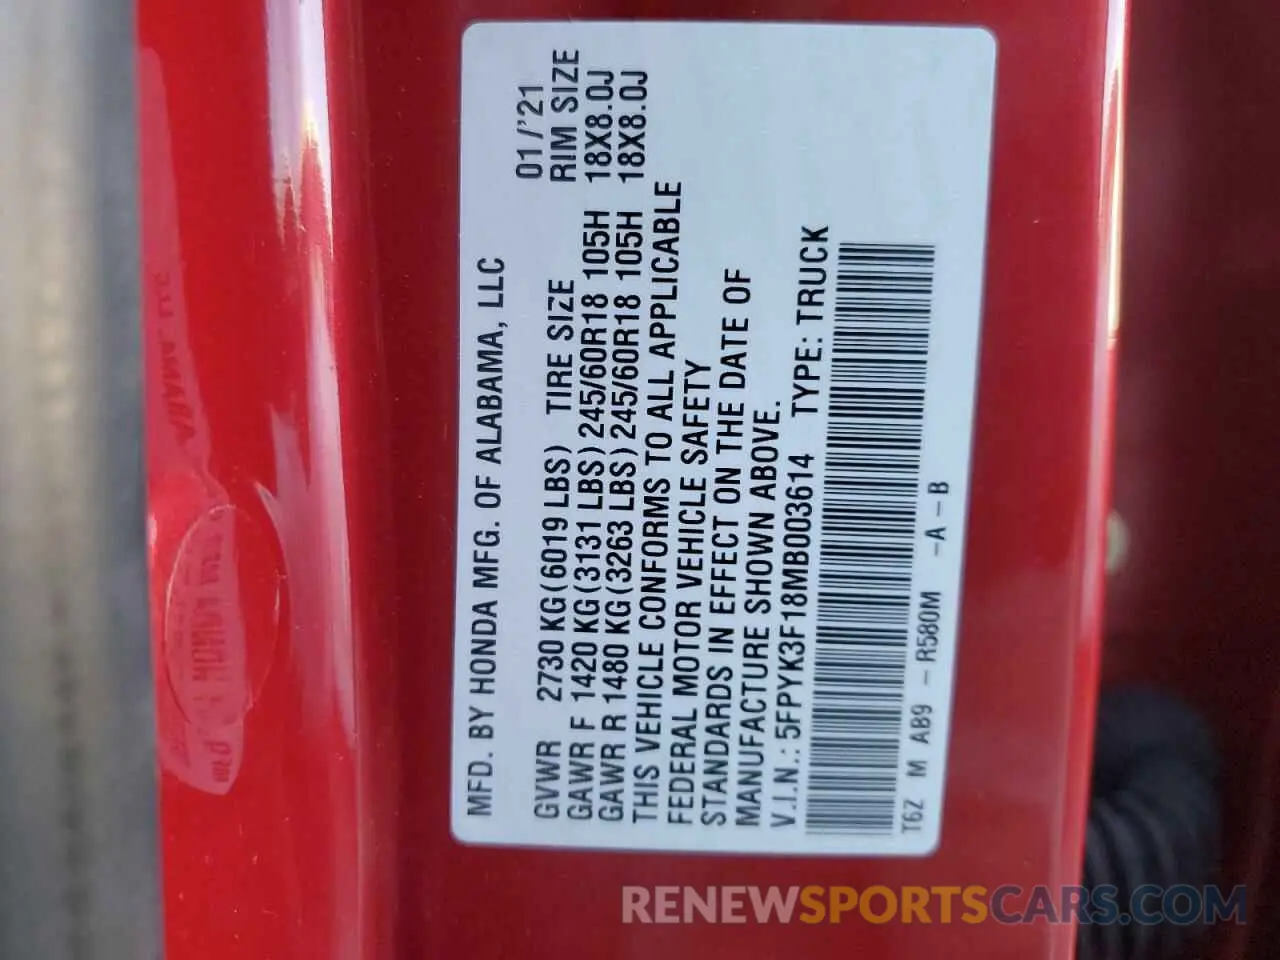 MFD. BY HONDA MFG. OF ALABAMA, LLC
01/'21
GVWR 2730 KG(6019 LBS) TIRE SIZE RIM SIZE
GAWR F 1420 KG(3131 LBS) 245/60R18 105H 18X8.0J
GAWR R 1480 KG(3263 LBS) 245/60R18 105H 18X8.0J
THIS VEHICLE CONFORMS TO ALL APPLICABLE
FEDERAL MOTOR VEHICLE SAFETY
STANDARDS IN EFFECT ON THE DATE OF
MANUFACTURE SHOWN ABOVE.
V.I.N.: 5FPYK3F18MB003614 TYPE: TRUCK
T6Z M AB9 - R580M - A - B
RENEWSPORTSCARS.COM